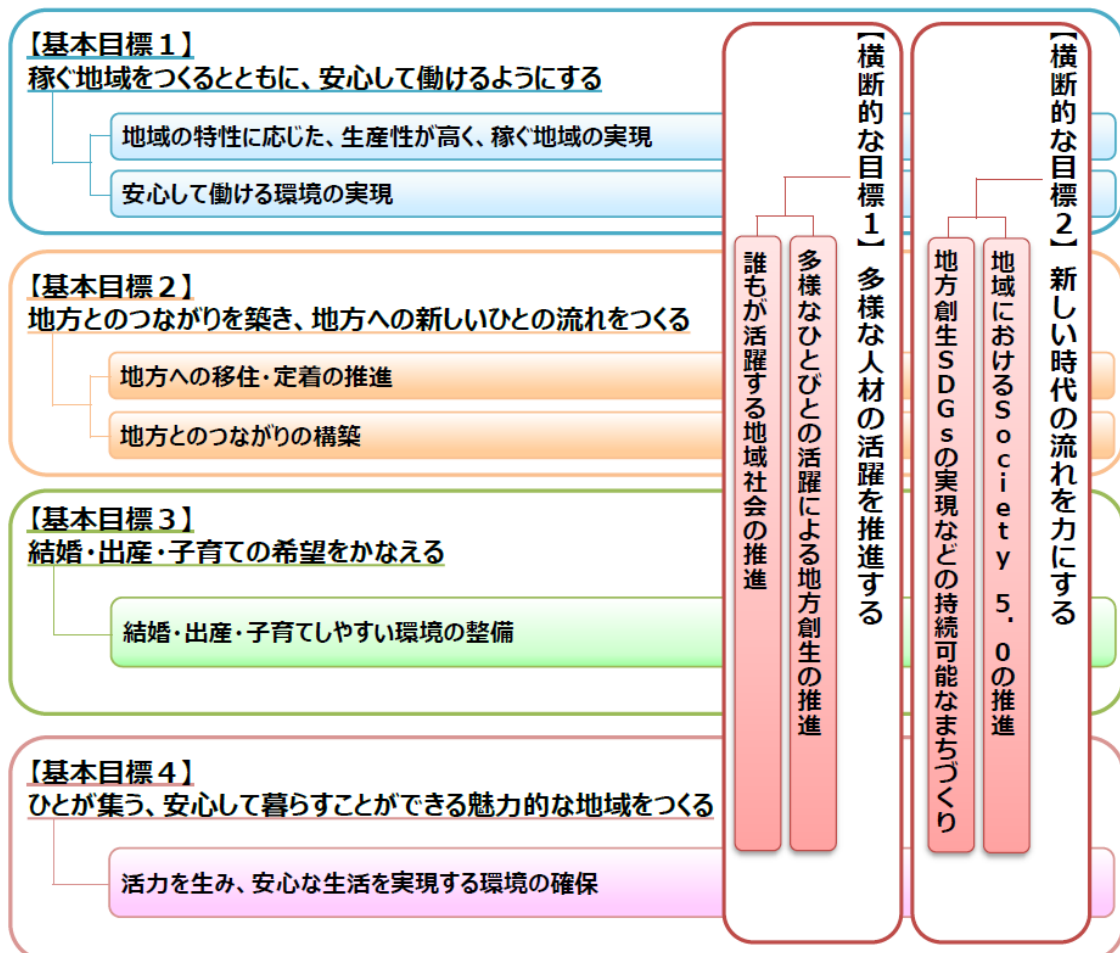 【基本目標１】
稼ぐ地域をつくるとともに、安心して働けるようにする
地域の特性に応じた、生産性が高く、稼ぐ地域の実現
安心して働ける環境の実現
【基本目標２】
地方とのつながりを築き、地方への新しいひとの流れをつくる
地方への移住・定着の推進
地方とのつながりの構築
【基本目標３】
結婚・出産・子育ての希望をかなえる
結婚・出産・子育てしやすい環境の整備
【基本目標４】
ひとが集う、安心して暮らすことができる魅力的な地域をつくる
活力を生み、安心な生活を実現する環境の確保
【横断的な目標１】多様な人材の活躍を推進する
多様なひとびとの活躍による地方創生の推進
誰もが活躍する地域社会の推進
【横断的な目標２】新しい時代の流れを力にする
地域におけるSociety 5.0の推進
地方創生SDGsの実現などの持続可能なまちづくり